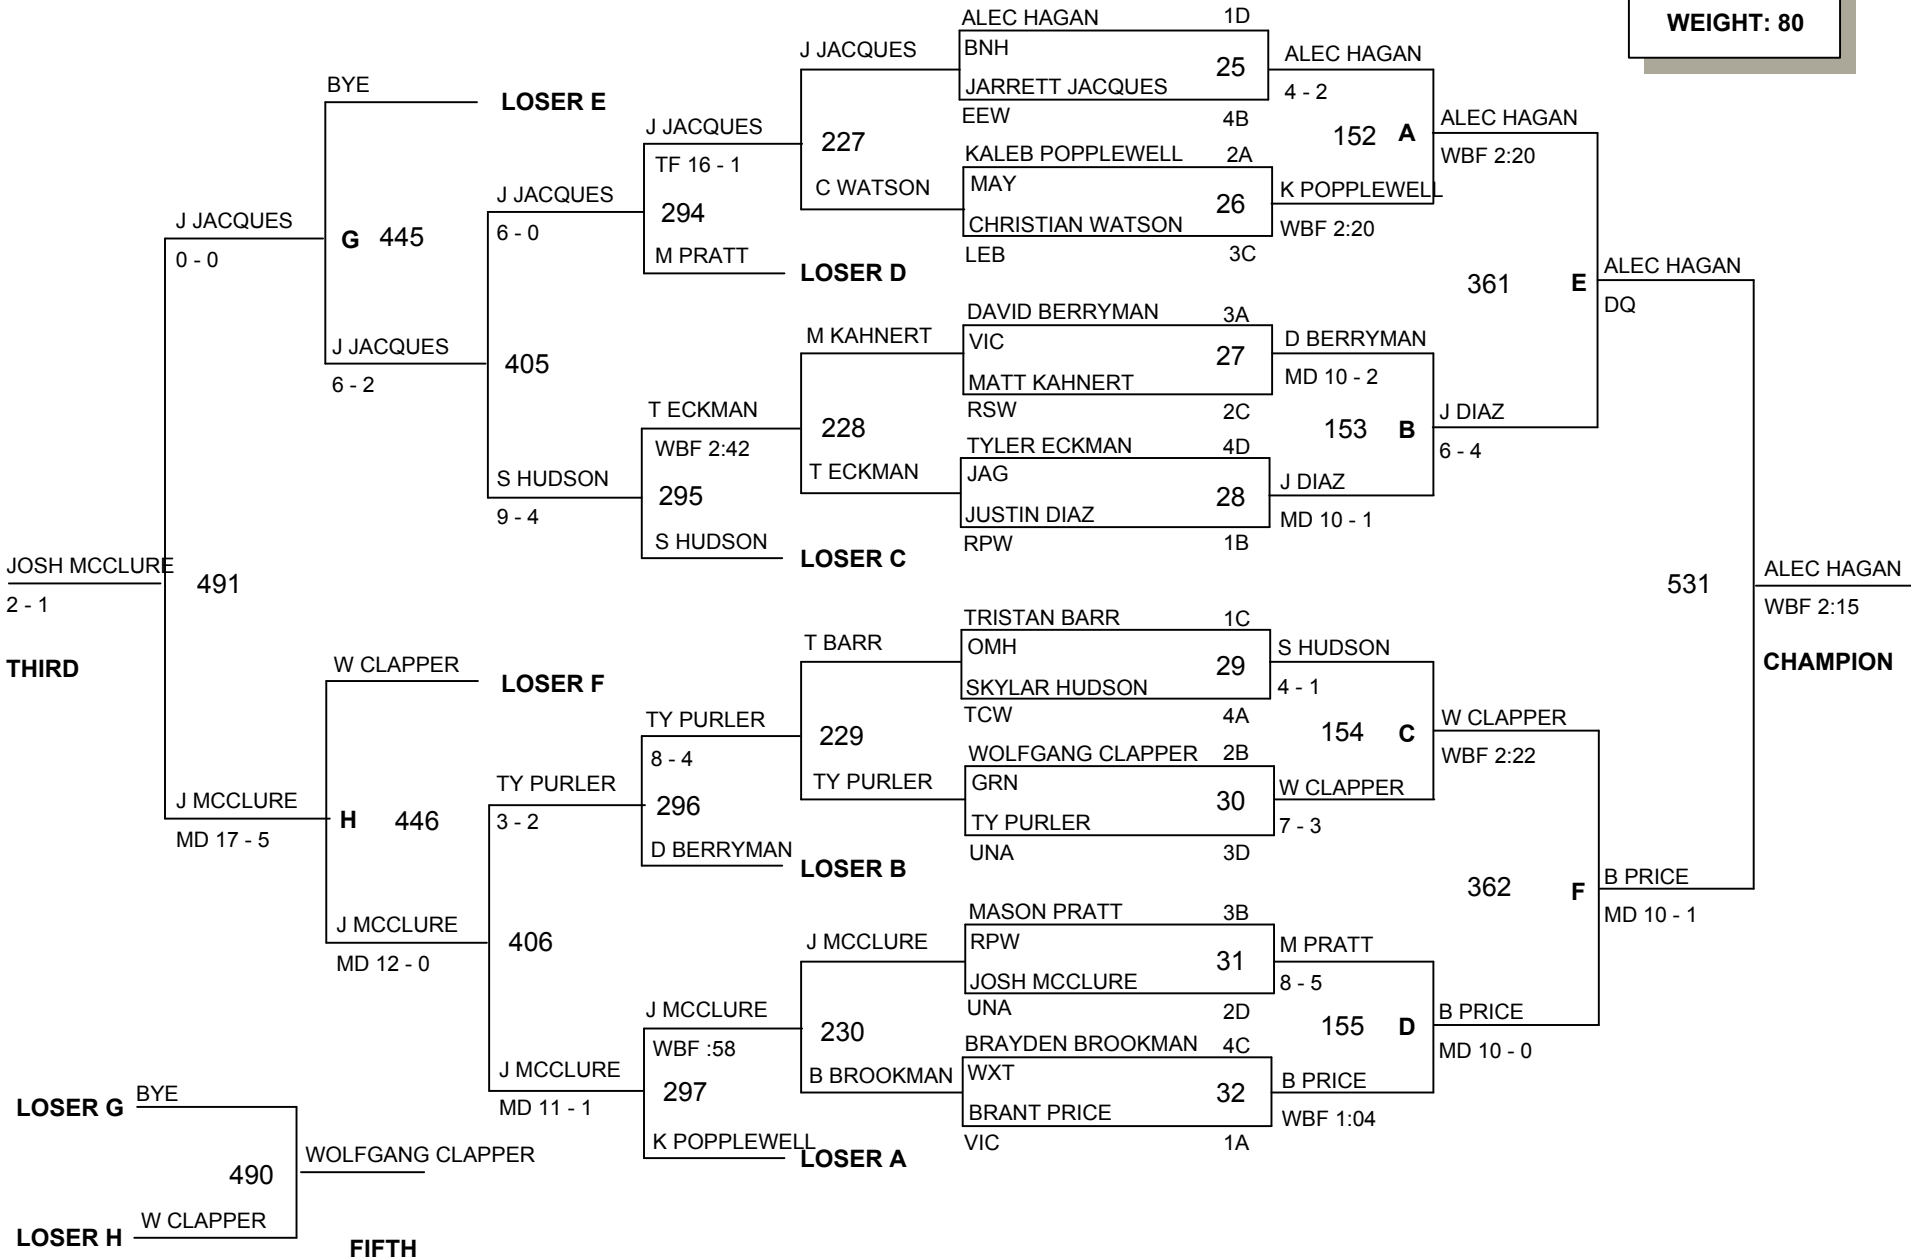 WEIGHT: 80
ALEC HAGAN 1D
BNH
25
JARRETT JACQUES
EEW 4B
KALEB POPPLEWELL 2A
MAY
26
CHRISTIAN WATSON
LEB 3C
DAVID BERRYMAN 3A
VIC
27
MATT KAHNERT
RSW 2C
TYLER ECKMAN 4D
JAG
28
JUSTIN DIAZ
RPW 1B
TRISTAN BARR 1C
OMH
29
SKYLAR HUDSON
TCW 4A
WOLFGANG CLAPPER 2B
GRN
30
TY PURLER
UNA 3D
MASON PRATT 3B
RPW
31
JOSH MCCLURE
UNA 2D
BRAYDEN BROOKMAN 4C
WXT
32
BRANT PRICE
VIC 1A
ALEC HAGAN
4 - 2
152 A
K POPPLEWELL
WBF 2:20
D BERRYMAN
MD 10 - 2
153 B
J DIAZ
MD 10 - 1
S HUDSON
4 - 1
154 C
W CLAPPER
7 - 3
M PRATT
8 - 5
155 D
B PRICE
WBF 1:04
ALEC HAGAN
WBF 2:20
361 E
J DIAZ
6 - 4
W CLAPPER
WBF 2:22
362 F
B PRICE
MD 10 - 0
ALEC HAGAN
DQ
531
B PRICE
MD 10 - 1
ALEC HAGAN
WBF 2:15
CHAMPION
J JACQUES
227
C WATSON
M KAHNERT
228
T ECKMAN
T BARR
229
TY PURLER
J MCCLURE
230
B BROOKMAN
J JACQUES
TF 16 - 1
294
M PRATT
LOSER D
T ECKMAN
WBF 2:42
295
S HUDSON
LOSER C
TY PURLER
8 - 4
296
D BERRYMAN
LOSER B
J MCCLURE
WBF :58
297
K POPPLEWELL
LOSER A
J JACQUES
6 - 0
405
S HUDSON
9 - 4
TY PURLER
3 - 2
406
J MCCLURE
MD 11 - 1
BYE
LOSER E
G 445
J JACQUES
6 - 2
W CLAPPER
LOSER F
H 446
J MCCLURE
MD 12 - 0
J JACQUES
0 - 0
491
J MCCLURE
MD 17 - 5
JOSH MCCLURE
2 - 1
THIRD
LOSER G BYE
490
WOLFGANG CLAPPER
LOSER H W CLAPPER
FIFTH